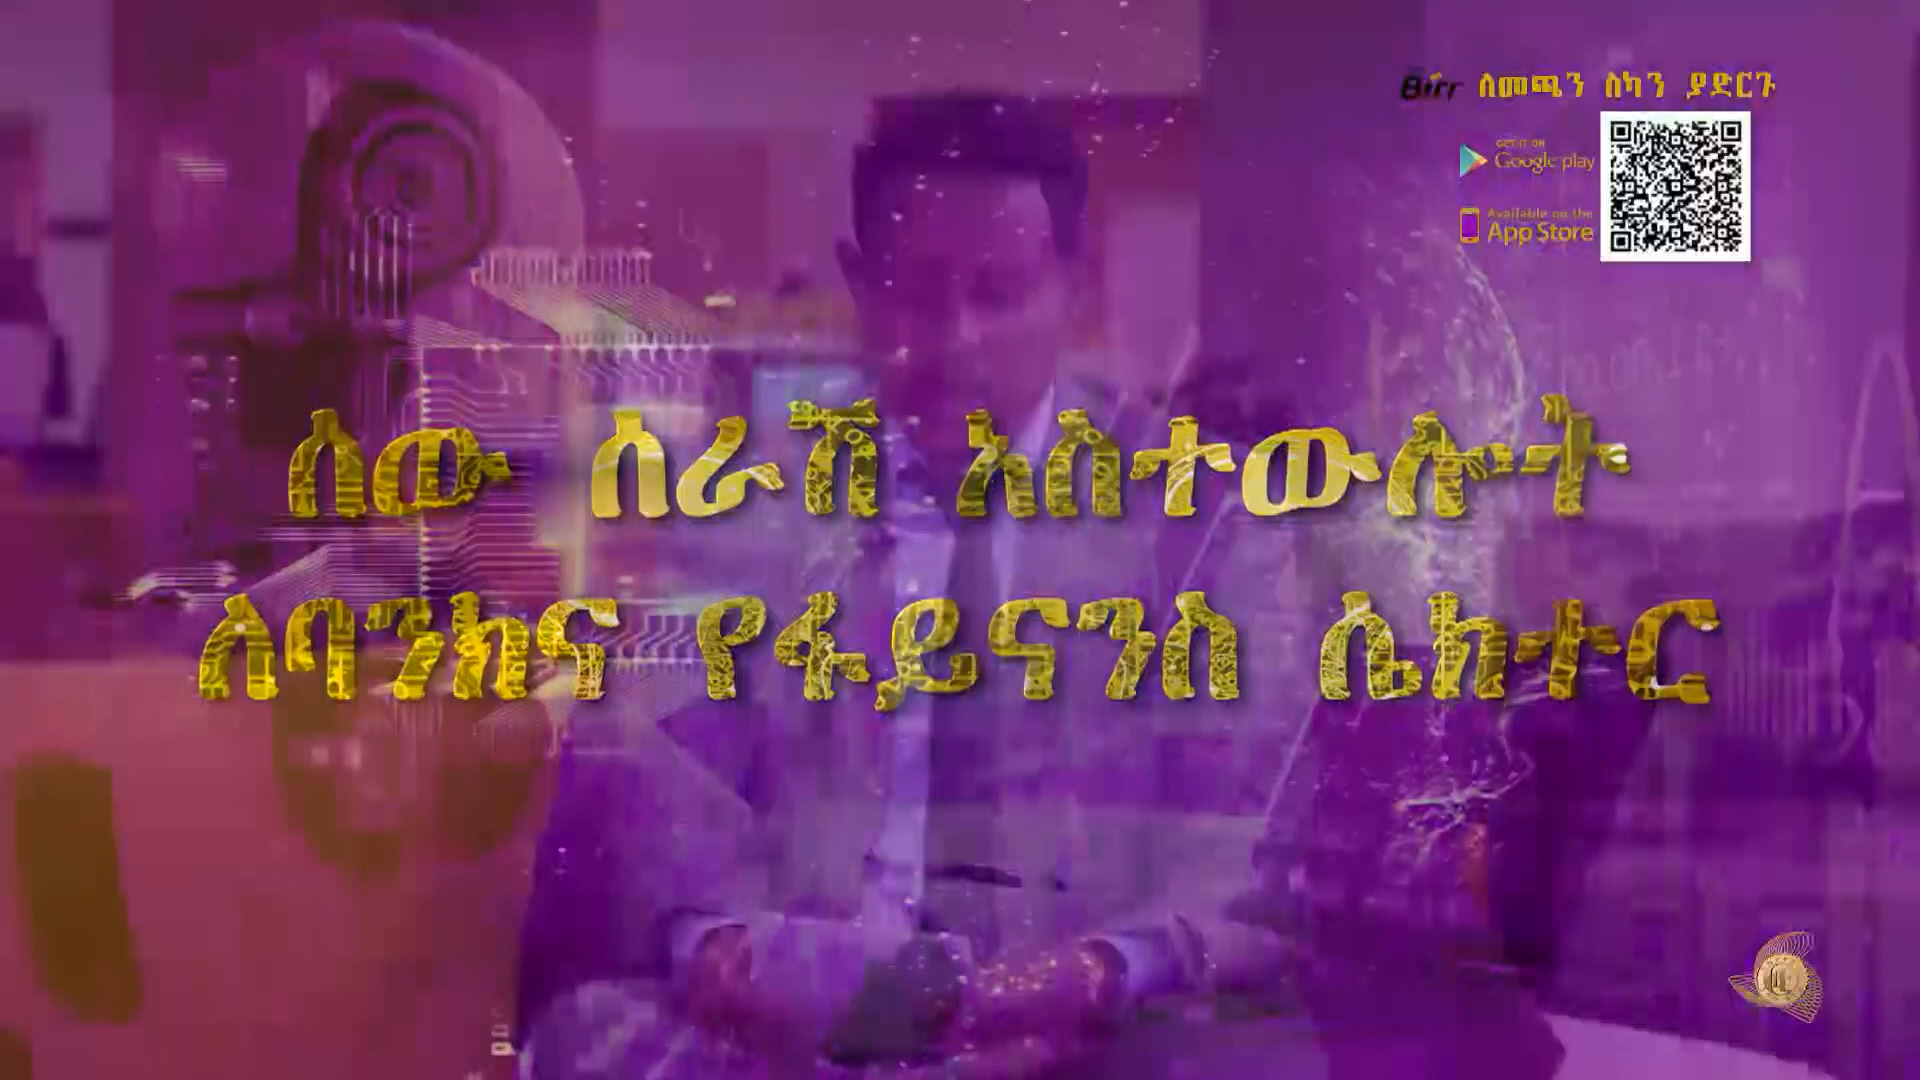 Birr ለመጫን ስካን ያድርጉ
GET IT ON
Google play
Available on the
App Store
ሰው ሰራሽ አስተውሎት
ለባንክና የፋይናንስ ሴክተር